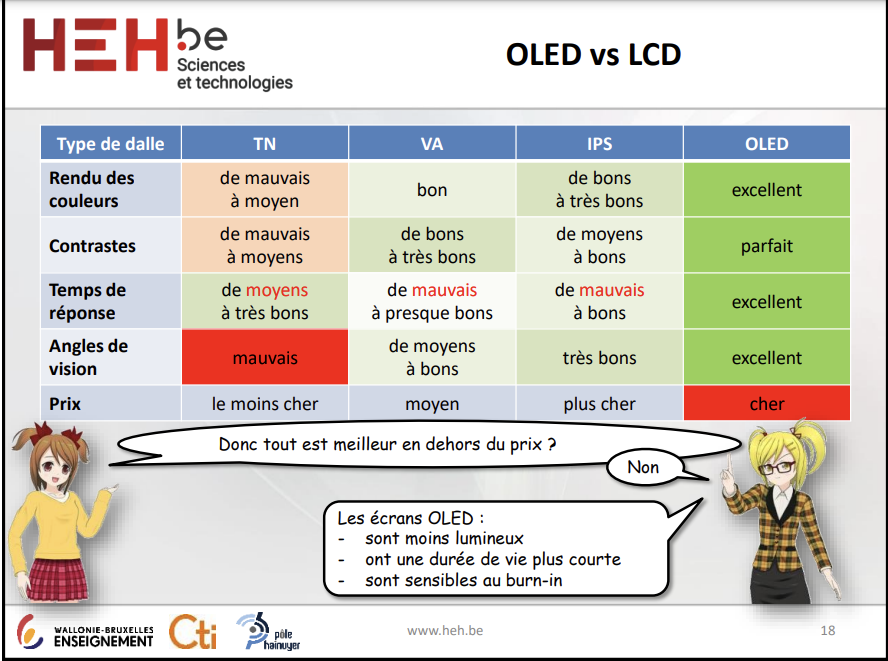 HEH.be
Sciences
et technologies
OLED vs LCD
Type de dalle TN VA IPS OLED
Rendu des couleurs de mauvais à moyen bon de bons à très bons excellent
Contrastes de mauvais à moyens de bons à très bons de moyens à bons parfait
Temps de réponse de moyens à très bons de mauvais à presque bons de mauvais à bons excellent
Angles de vision mauvais de moyens à bons très bons excellent
Prix le moins cher moyen plus cher cher
Donc tout est meilleur en dehors du prix ?
Non
Les écrans OLED :
- sont moins lumineux
- ont une durée de vie plus courte
- sont sensibles au burn-in
WALLONIE-BRUXELLES
ENSEIGNEMENT
Cti
pôle
hainuyer
www.heh.be
18